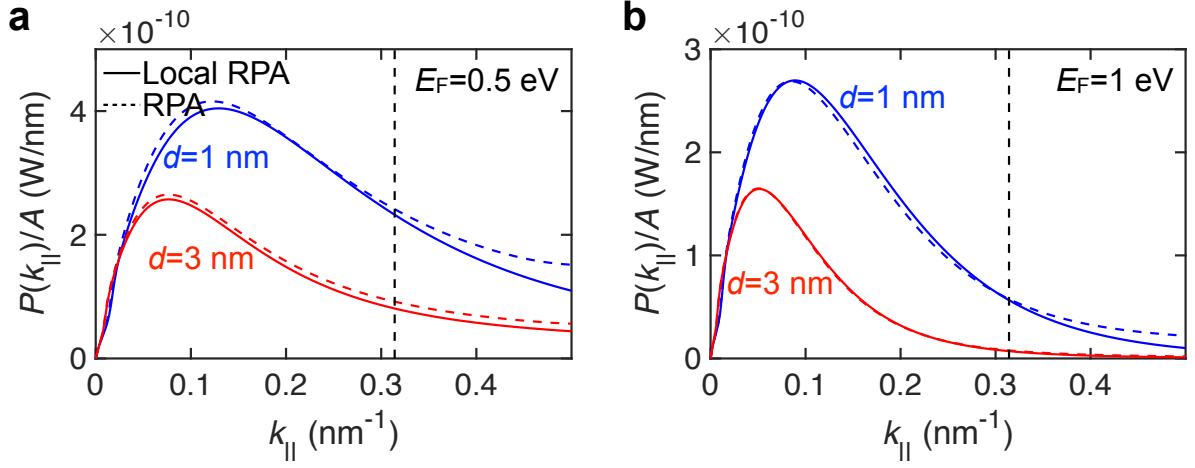 a
×10⁻¹⁰
Local RPA
RPA
E_F=0.5 eV
d=1 nm
d=3 nm
P(k_||)/A (W/nm)
4
2
0
0 0.1 0.2 0.3 0.4
k_|| (nm⁻¹)
b
×10⁻¹⁰
E_F=1 eV
d=1 nm
d=3 nm
P(k_||)/A (W/nm)
3
2
1
0
0 0.1 0.2 0.3 0.4
k_|| (nm⁻¹)